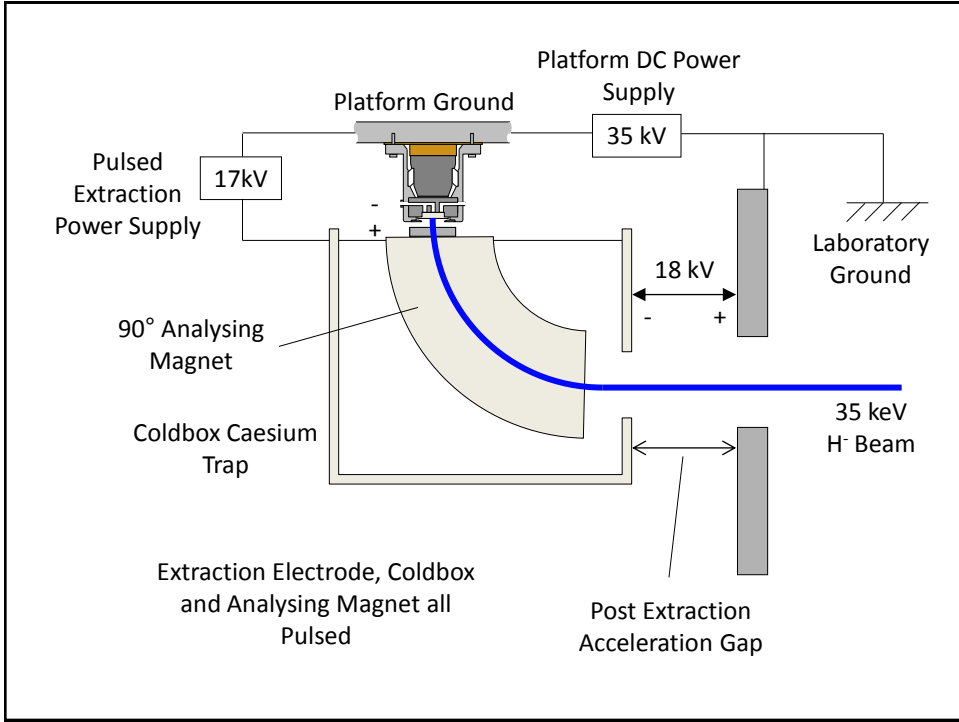 Platform DC Power
Supply
Platform Ground
35 kV
Pulsed
Extraction
Power Supply
17kV
-
+
Laboratory
Ground
18 kV
- +
90° Analysing
Magnet
35 keV
H⁻ Beam
Coldbox Caesium
Trap
Extraction Electrode, Coldbox
and Analysing Magnet all
Pulsed
Post Extraction
Acceleration Gap